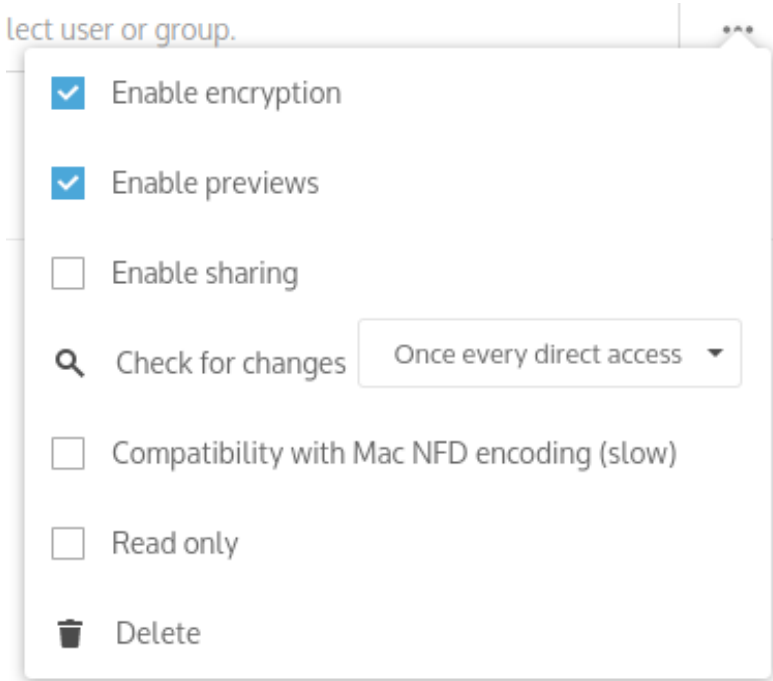 lect user or group.
Enable encryption
Enable previews
Enable sharing
Check for changes Once every direct access
Compatibility with Mac NFD encoding (slow)
Read only
Delete